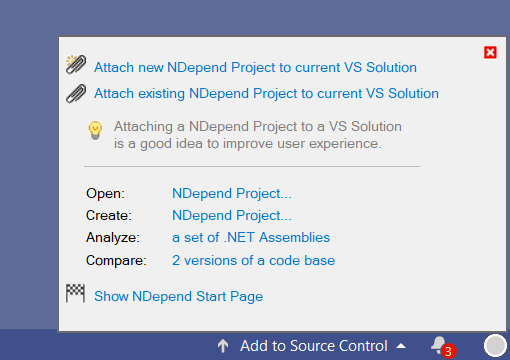 Attach new NDepend Project to current VS Solution
Attach existing NDepend Project to current VS Solution
Attaching a NDepend Project to a VS Solution
is a good idea to improve user experience.
Open: NDepend Project...
Create: NDepend Project...
Analyze: a set of .NET Assemblies
Compare: 2 versions of a code base
Show NDepend Start Page
Add to Source Control 3